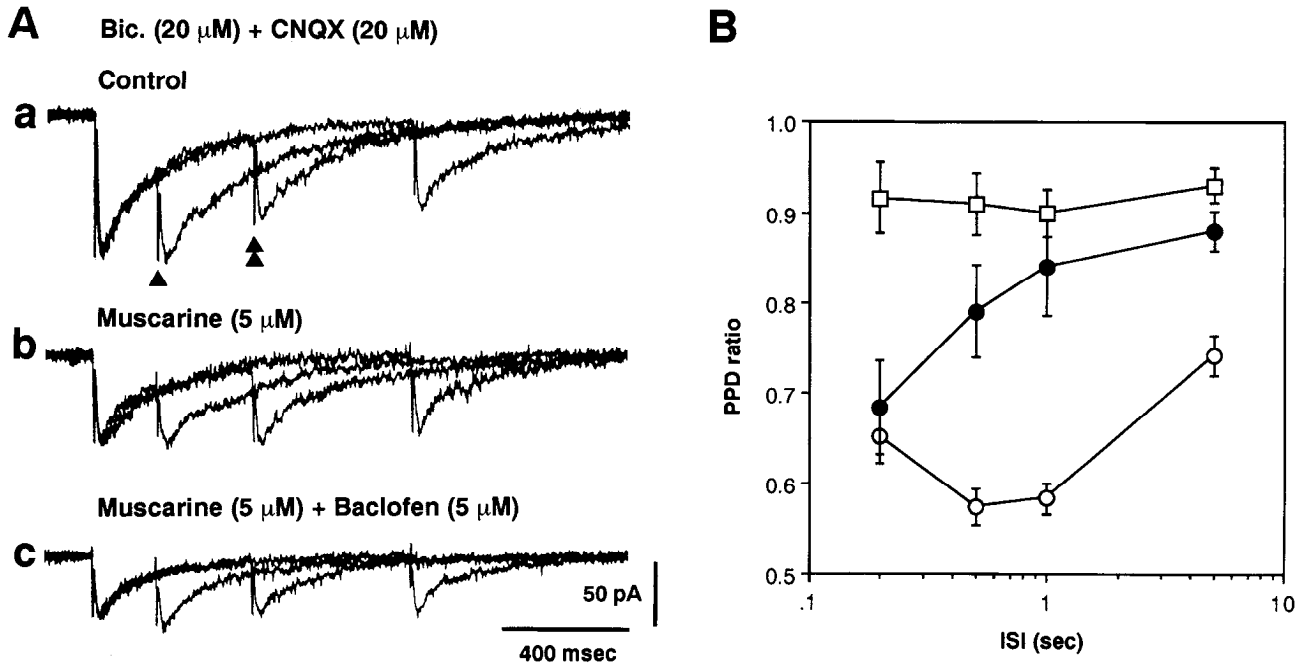 A
Bic. (20 μM) + CNQX (20 μM)
Control
a
Muscarine (5 μM)
b
Muscarine (5 μM) + Baclofen (5 μM)
c
50 pA
400 msec
B
1.0
0.9
0.8
0.7
0.6
0.5
PPD ratio
.1
1
10
ISI (sec)